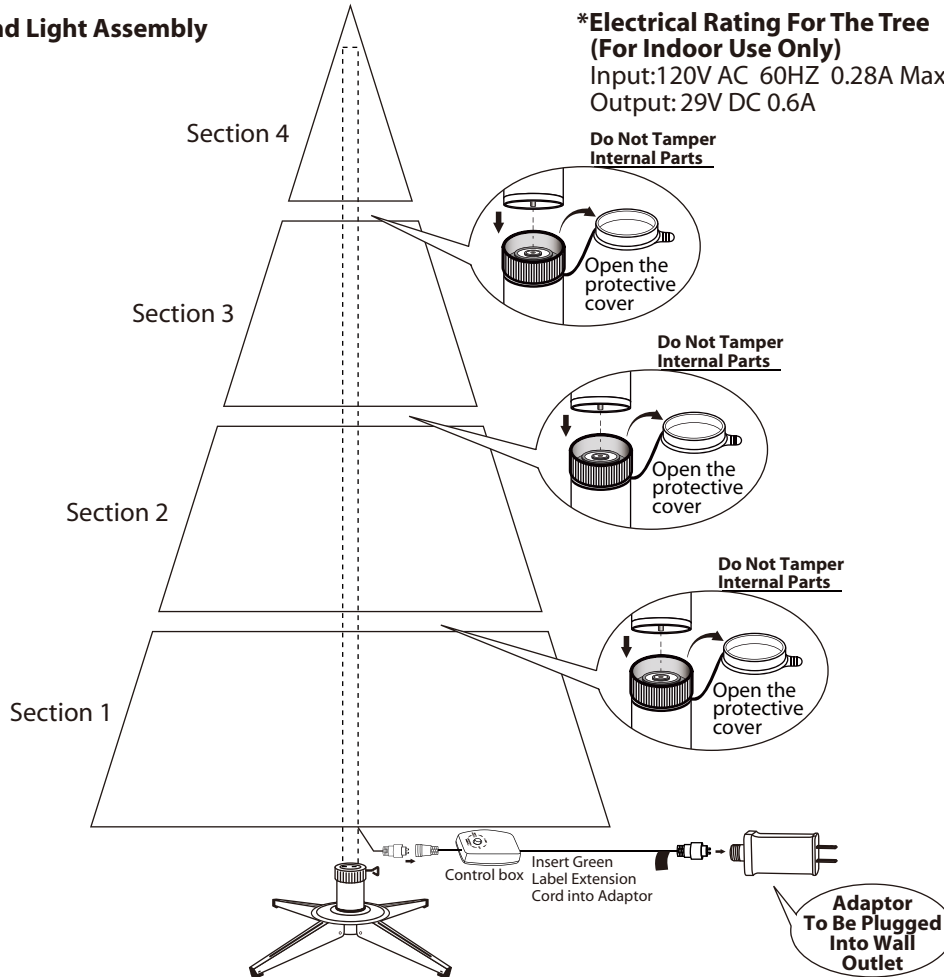 nd Light Assembly
*Electrical Rating For The Tree
(For Indoor Use Only)
Input:120V AC 60HZ 0.28A Max
Output: 29V DC 0.6A
Section 4
Do Not Tamper
Internal Parts
Open the
protective
cover
Section 3
Do Not Tamper
Internal Parts
Open the
protective
cover
Section 2
Do Not Tamper
Internal Parts
Open the
protective
cover
Section 1
Control box
Insert Green
Label Extension
Cord into Adaptor
Adaptor
To Be Plugged
Into Wall
Outlet